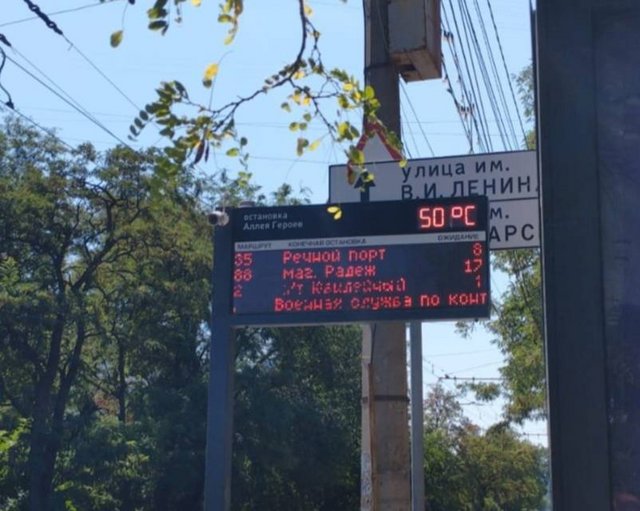 улица им.
В.И. ЛЕНИН
м.
АРС
остановка
Аллея Героев
50°C
МАРШРУТ КОНЕЧНАЯ ОСТАНОВКА ОЖИДАНИЕ
35 Речной порт 8
88 маг. Радеж 17
2 к/т Юбилейный 1
Военная служба по конт